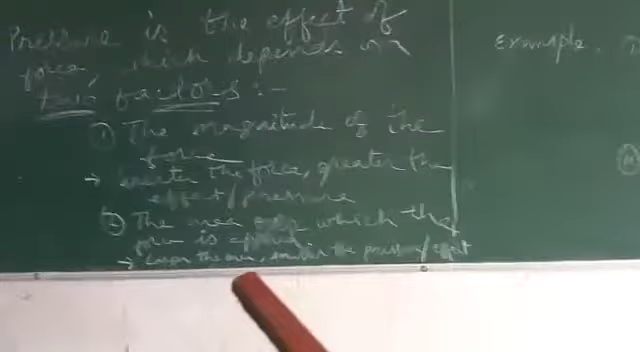 Pressure is the effect of
force, which depends on
two factors :-
① The magnitude of the
force
→ the force, greater the
effect/pressure
② The area over which the
force is applied
→ Larger the area, smaller the pressure/effect
Example.